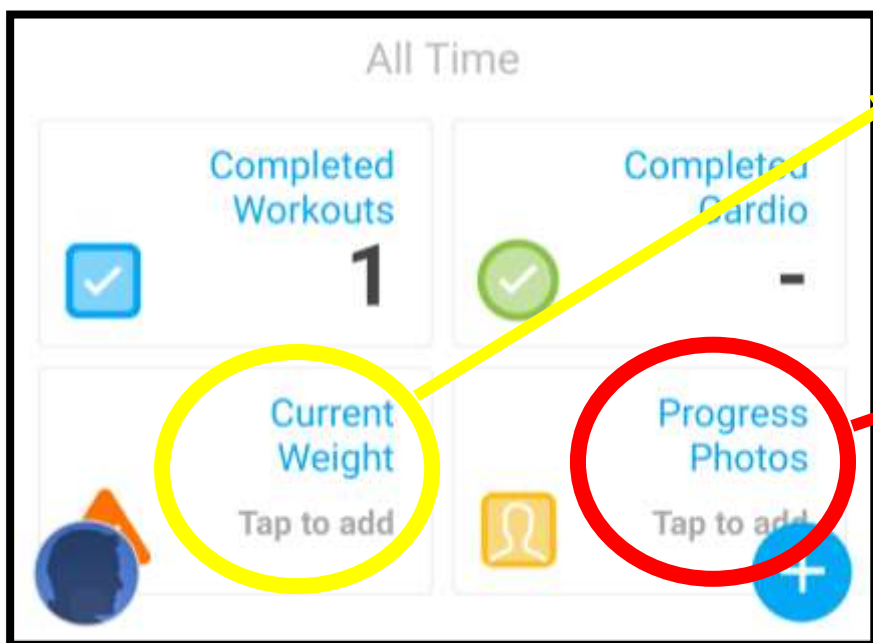 All Time
Completed
Workouts
1
Completed
Cardio
-
Current
Weight
Tap to add
Progress
Photos
Tap to add
+